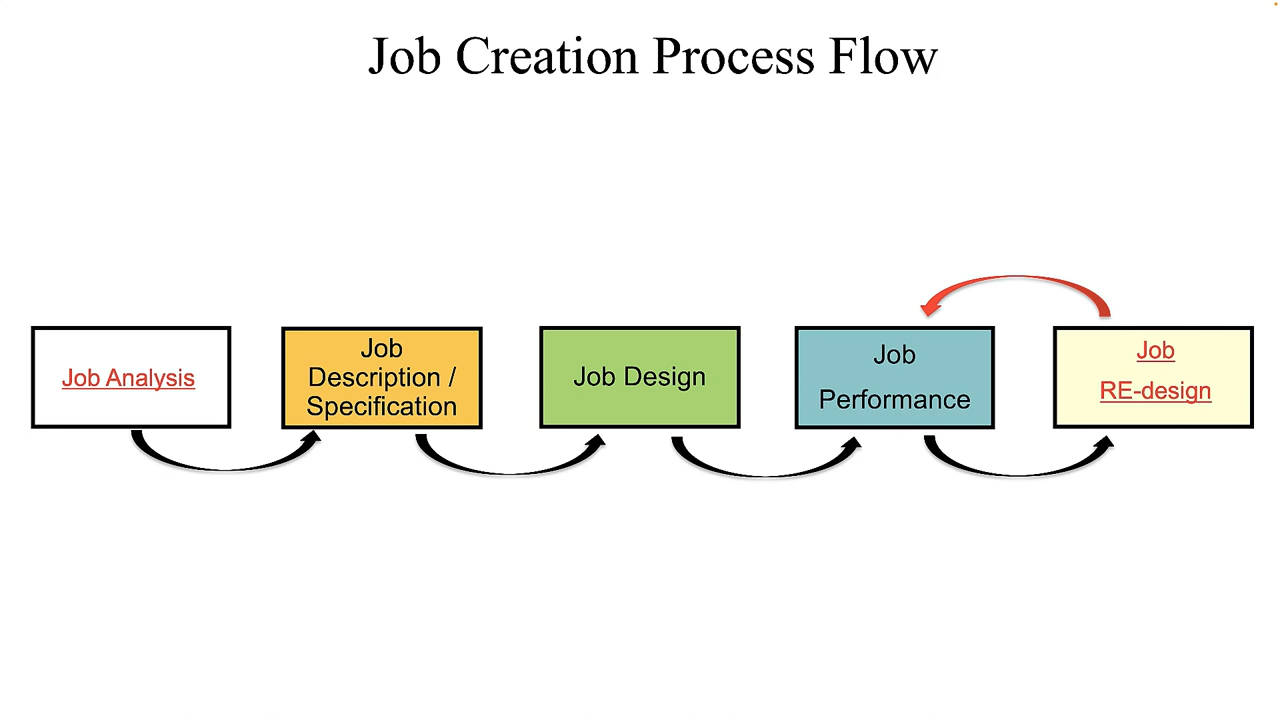 Job Creation Process Flow
Job Analysis
Job
Description /
Specification
Job Design
Job
Performance
Job
RE-design